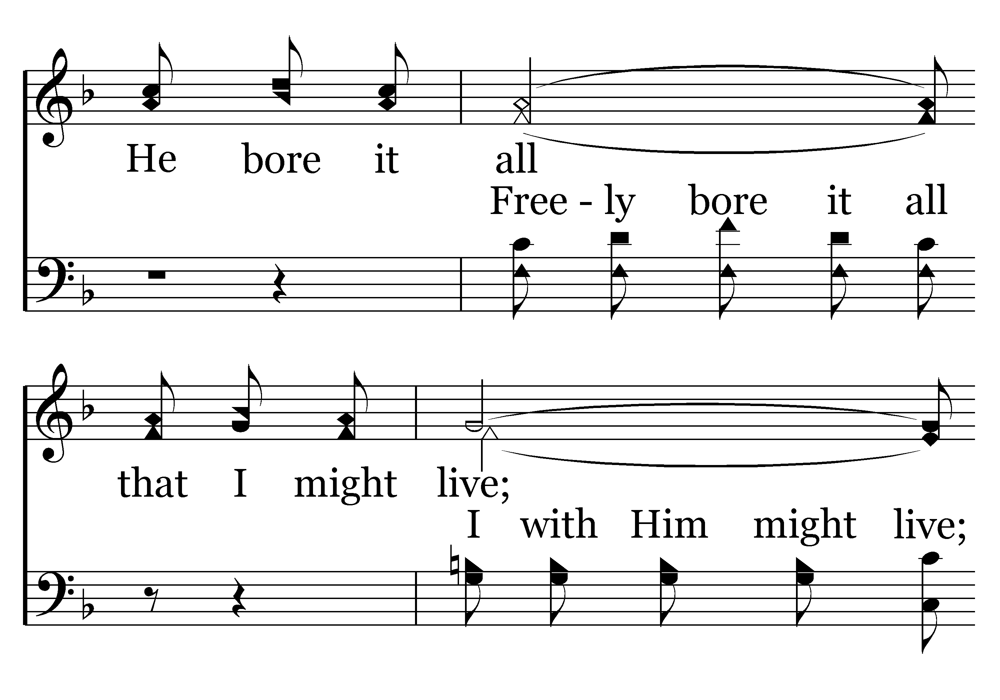 He bore it all
Free - ly bore it all
that I might live;
I with Him might live;